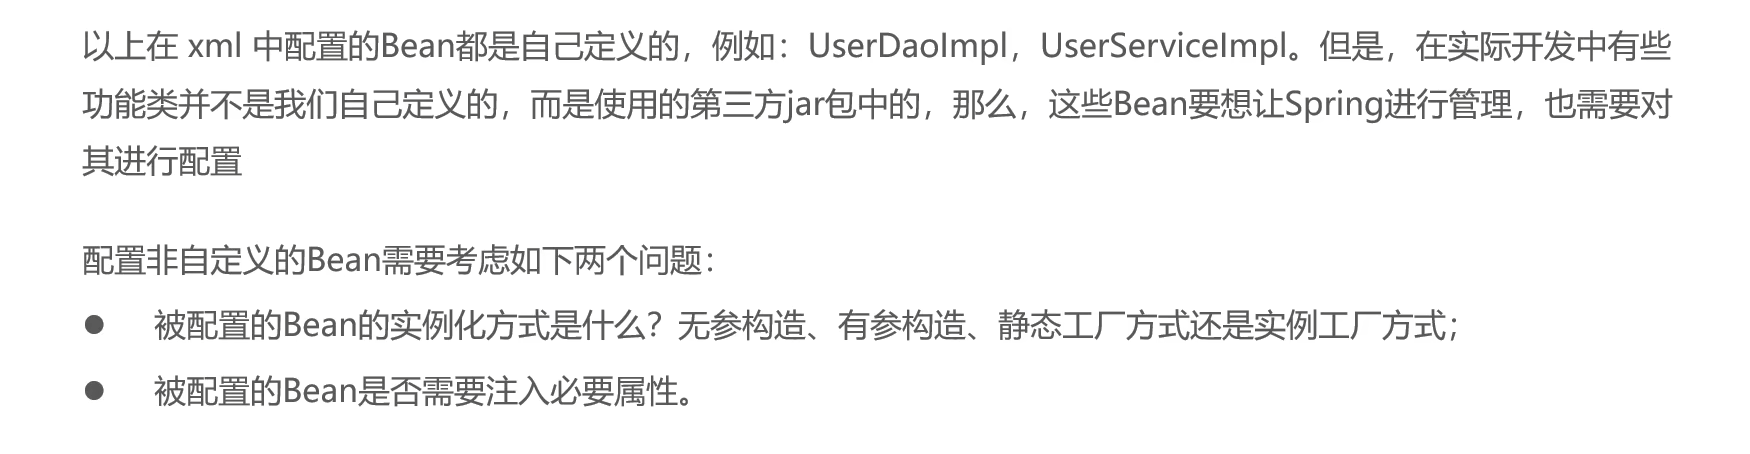 以上在 xml 中配置的Bean都是自己定义的，例如：UserDaoImpl，UserServiceImpl。但是，在实际开发中有些
功能类并不是我们自己定义的，而是使用的第三方jar包中的，那么，这些Bean要想让Spring进行管理，也需要对
其进行配置
配置非自定义的Bean需要考虑如下两个问题：
● 被配置的Bean的实例化方式是什么？无参构造、有参构造、静态工厂方式还是实例工厂方式；
● 被配置的Bean是否需要注入必要属性。